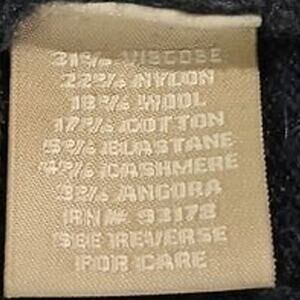 31% VISCOSE
22% NYLON
18% WOOL
17% COTTON
5% ELASTANE
4% CASHMERE
3% ANGORA
RN#
SEE REVERSE
FOR CARE